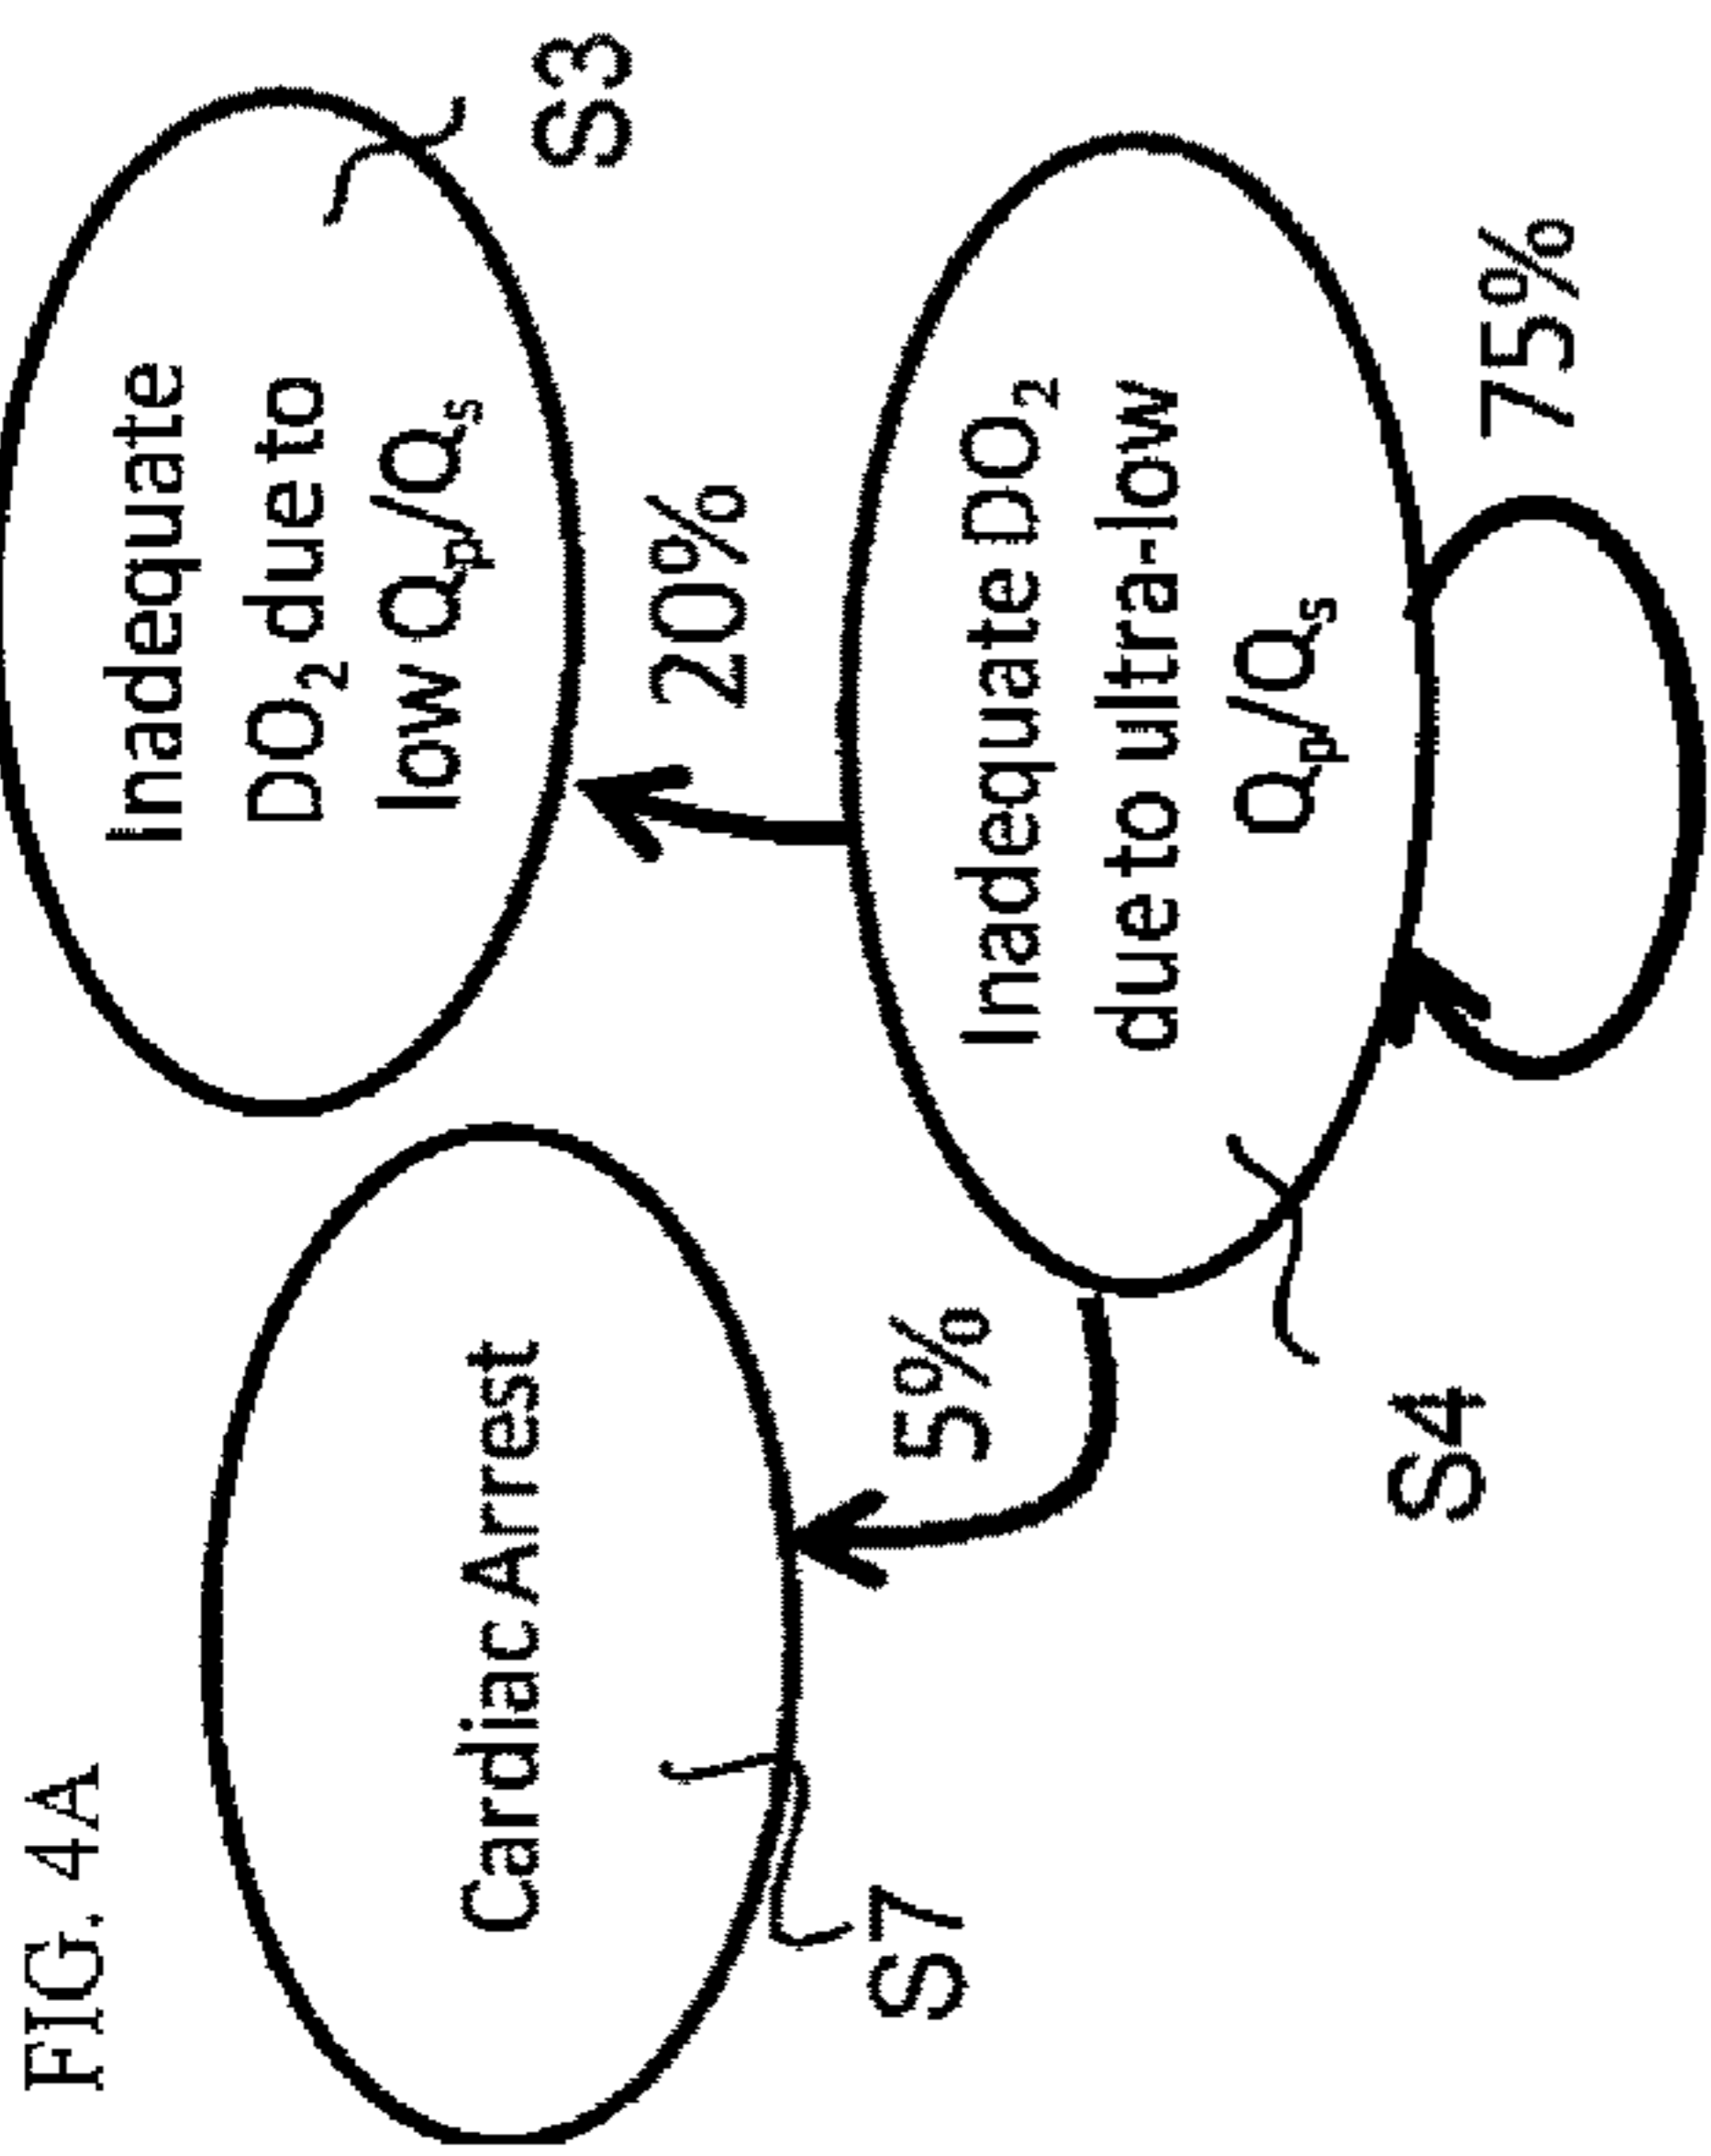 FIG. 4A
Inadequate
DO₂ due to
low Qₚ/Qₛ
S3
Cardiac Arrest
20%
S7
5%
Inadequate DO₂
due to ultra-low
Qₚ/Qₛ
S4
75%